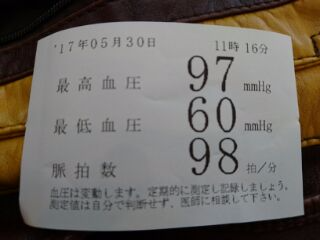 '17年05月30日 11時16分
最高血圧 97 mmHg
最低血圧 60 mmHg
脈拍数 98 拍/分
血圧は変動します。定期的に測定し記録しましょう。
測定値は自分で判断せず、医師に相談して下さい。